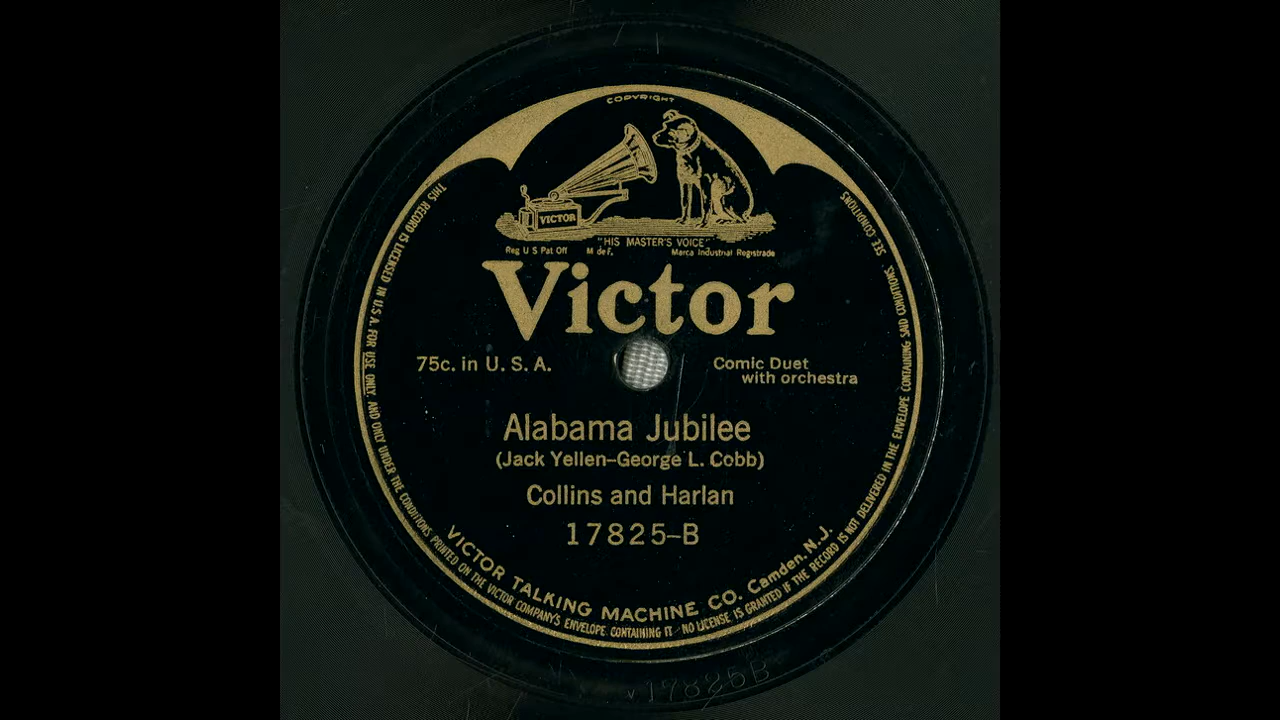 COPYRIGHT
VICTOR
"HIS MASTER'S VOICE"
Reg U S Pat Off M de F. Marca Industrial Registrada
Victor
75c. in U. S. A.
Comic Duet
with orchestra
Alabama Jubilee
(Jack Yellen–George L. Cobb)
Collins and Harlan
17825–B
VICTOR TALKING MACHINE CO. Camden. N. J.
THIS RECORD IS LICENSED IN U.S.A. FOR USE ONLY, AND ONLY UNDER THE CONDITIONS PRINTED ON THE VICTOR COMPANY'S ENVELOPE CONTAINING IT / NO LICENSE IS GRANTED IF THE RECORD IS NOT DELIVERED IN THE ENVELOPE CONTAINING SAID CONDITIONS. SEE CONDITIONS
V17825B